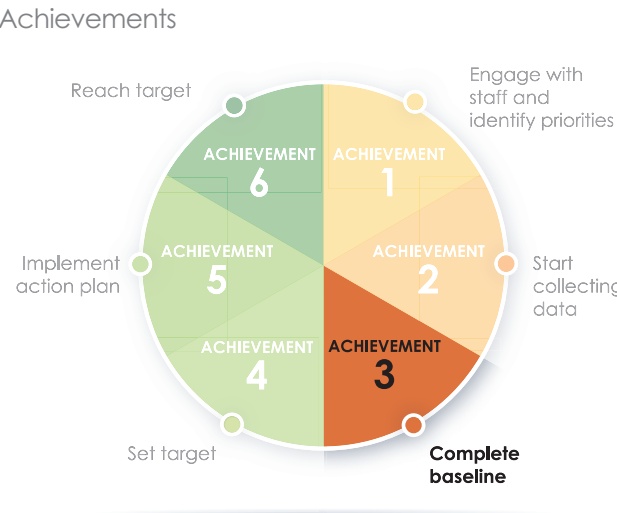 Achievements
Reach target
Engage with
staff and
identify priorities
ACHIEVEMENT
6
ACHIEVEMENT
1
Implement
action plan
ACHIEVEMENT
5
ACHIEVEMENT
2
Start
collecting
data
ACHIEVEMENT
4
ACHIEVEMENT
3
Set target
Complete
baseline